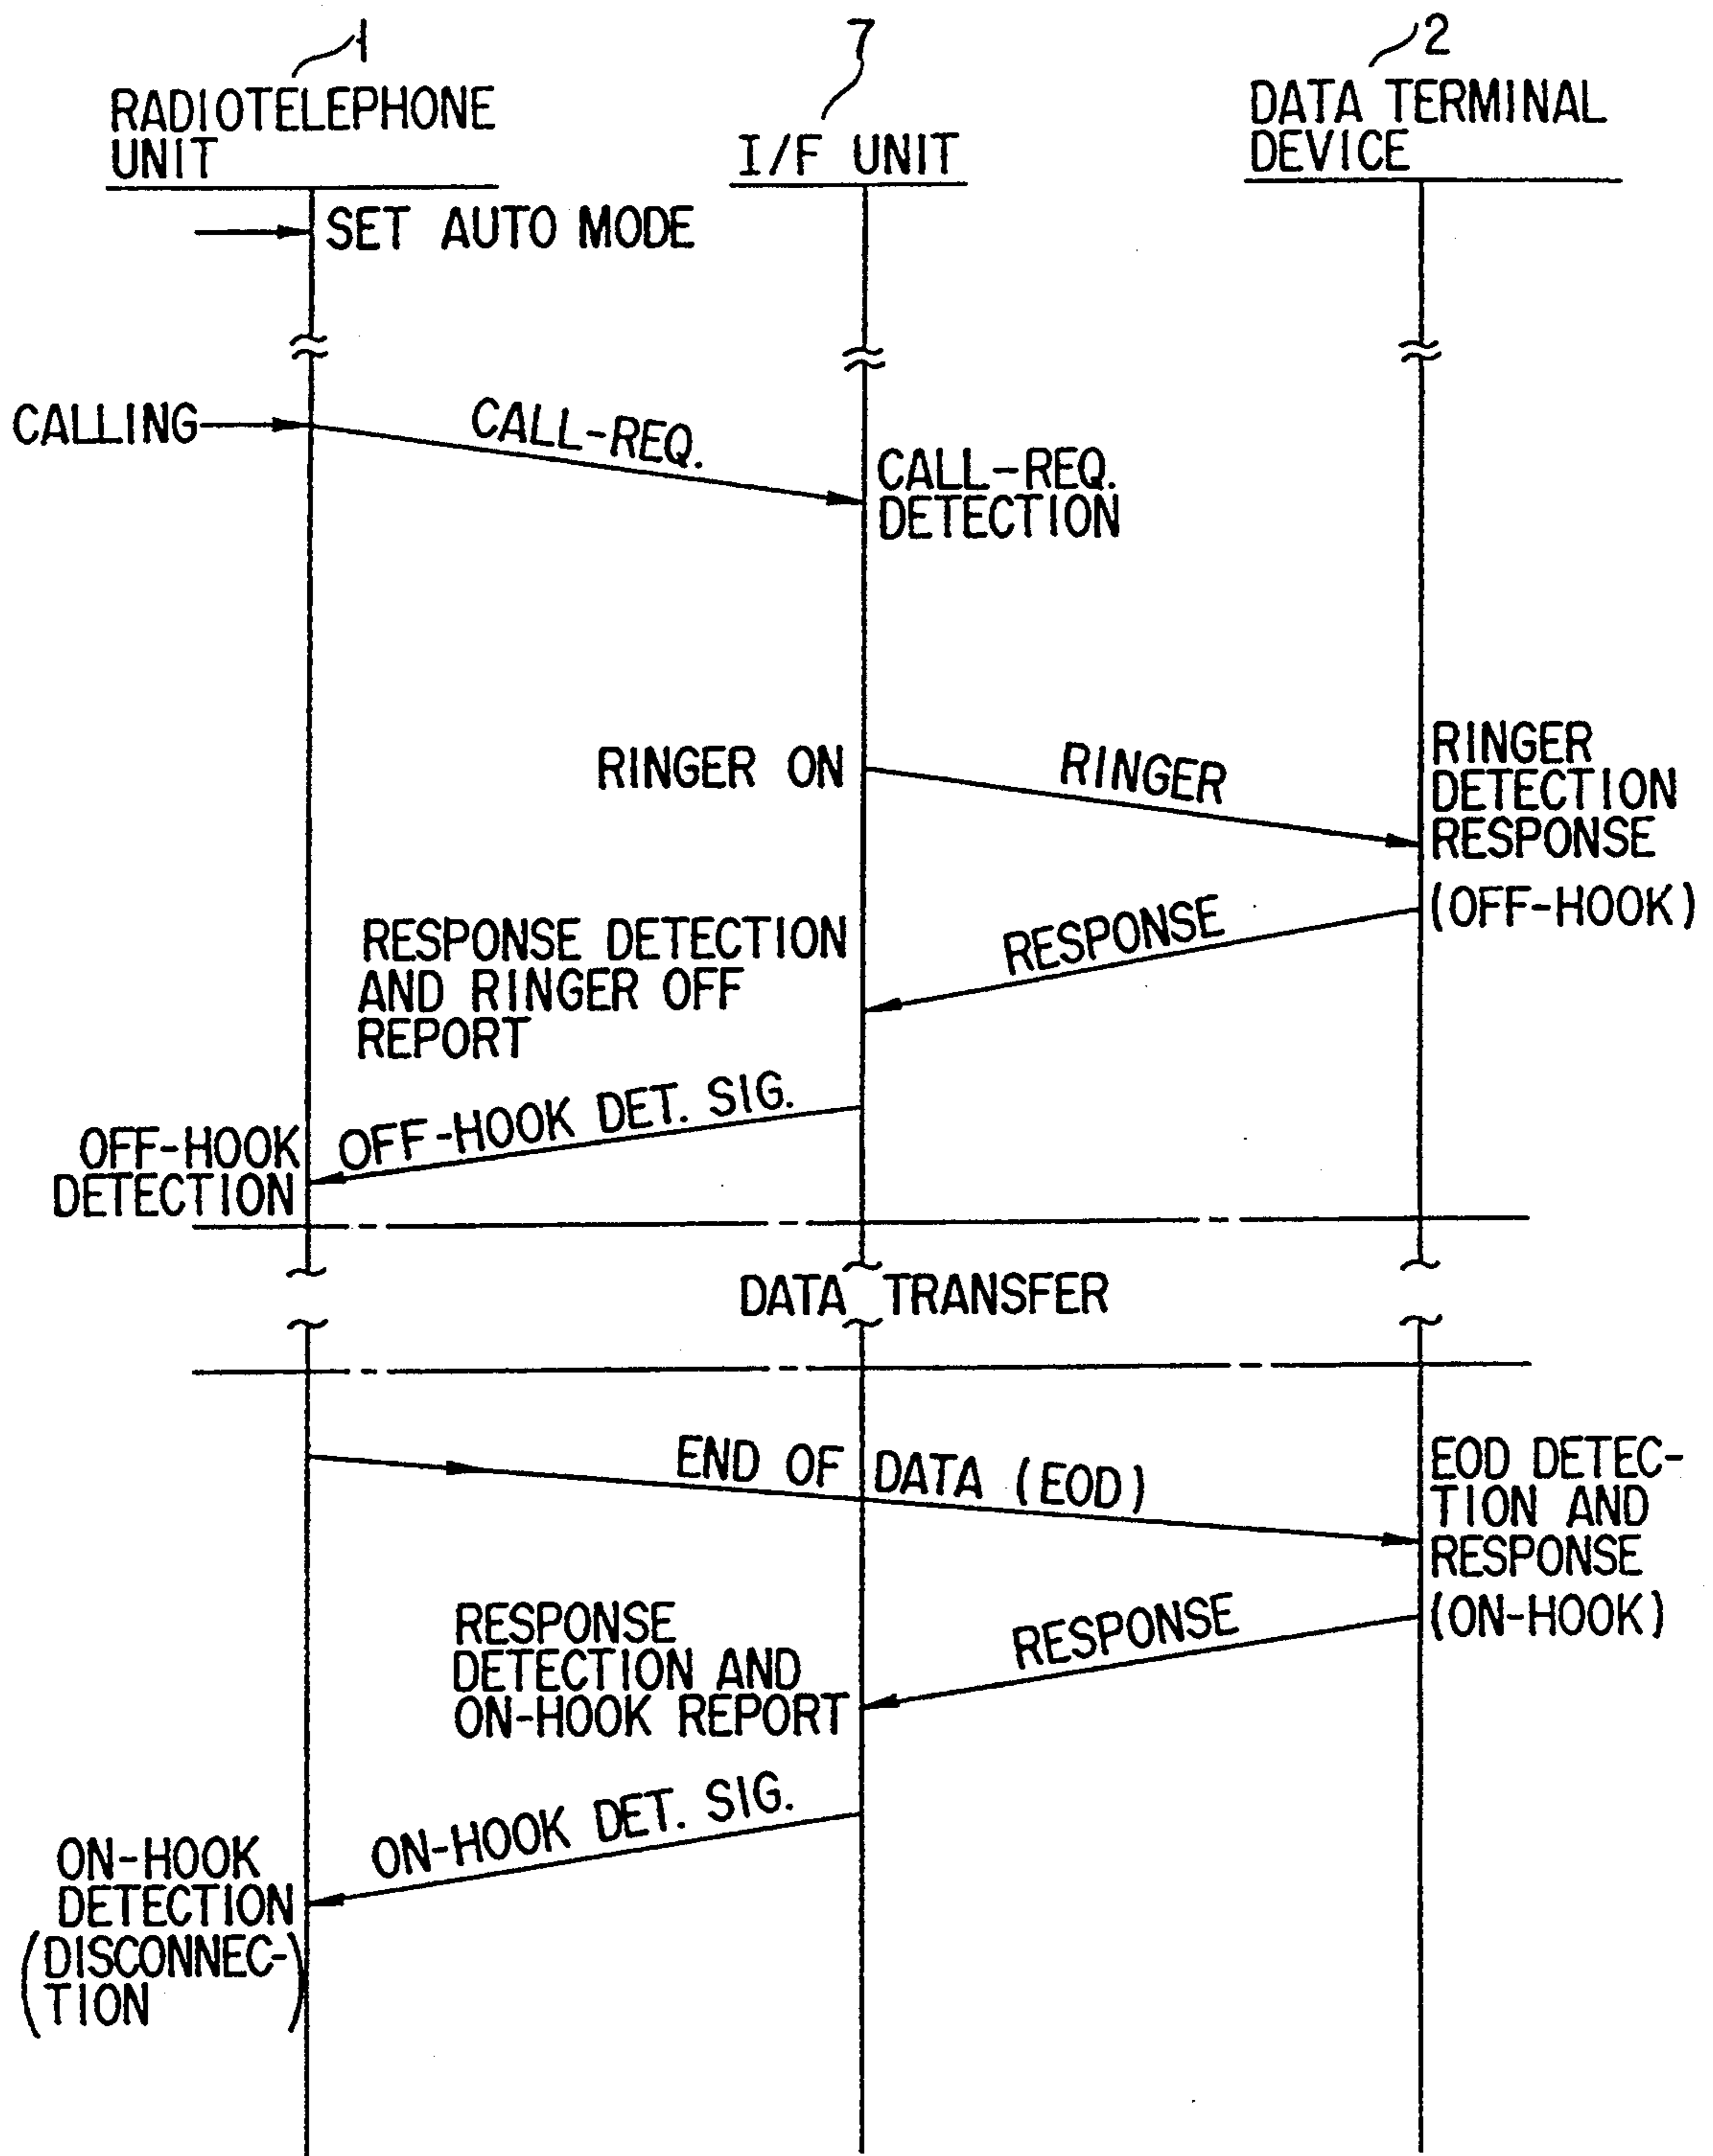 1
RADIOTELEPHONE
UNIT
7
I/F UNIT
2
DATA TERMINAL
DEVICE
SET AUTO MODE
CALLING
CALL-REQ.
CALL-REQ.
DETECTION
RINGER ON
RINGER
RINGER
DETECTION
RESPONSE
(OFF-HOOK)
RESPONSE
RESPONSE DETECTION
AND RINGER OFF
REPORT
OFF-HOOK DET. SIG.
OFF-HOOK
DETECTION
DATA TRANSFER
END OF DATA (EOD)
EOD DETEC-
TION AND
RESPONSE
(ON-HOOK)
RESPONSE
RESPONSE
DETECTION AND
ON-HOOK REPORT
ON-HOOK DET. SIG.
ON-HOOK
DETECTION
(DISCONNEC-
TION)